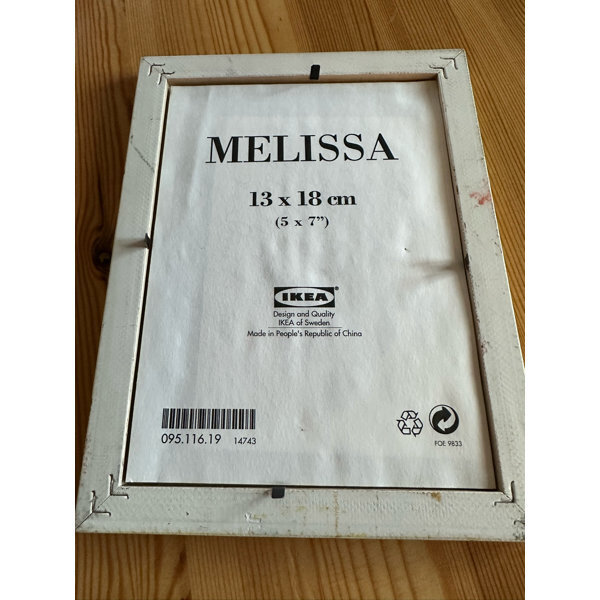 MELISSA
13 x 18 cm
(5 x 7")
IKEA®
Design and Quality
IKEA of Sweden
Made in People's Republic of China
095.116.19 14743
FOE 9833